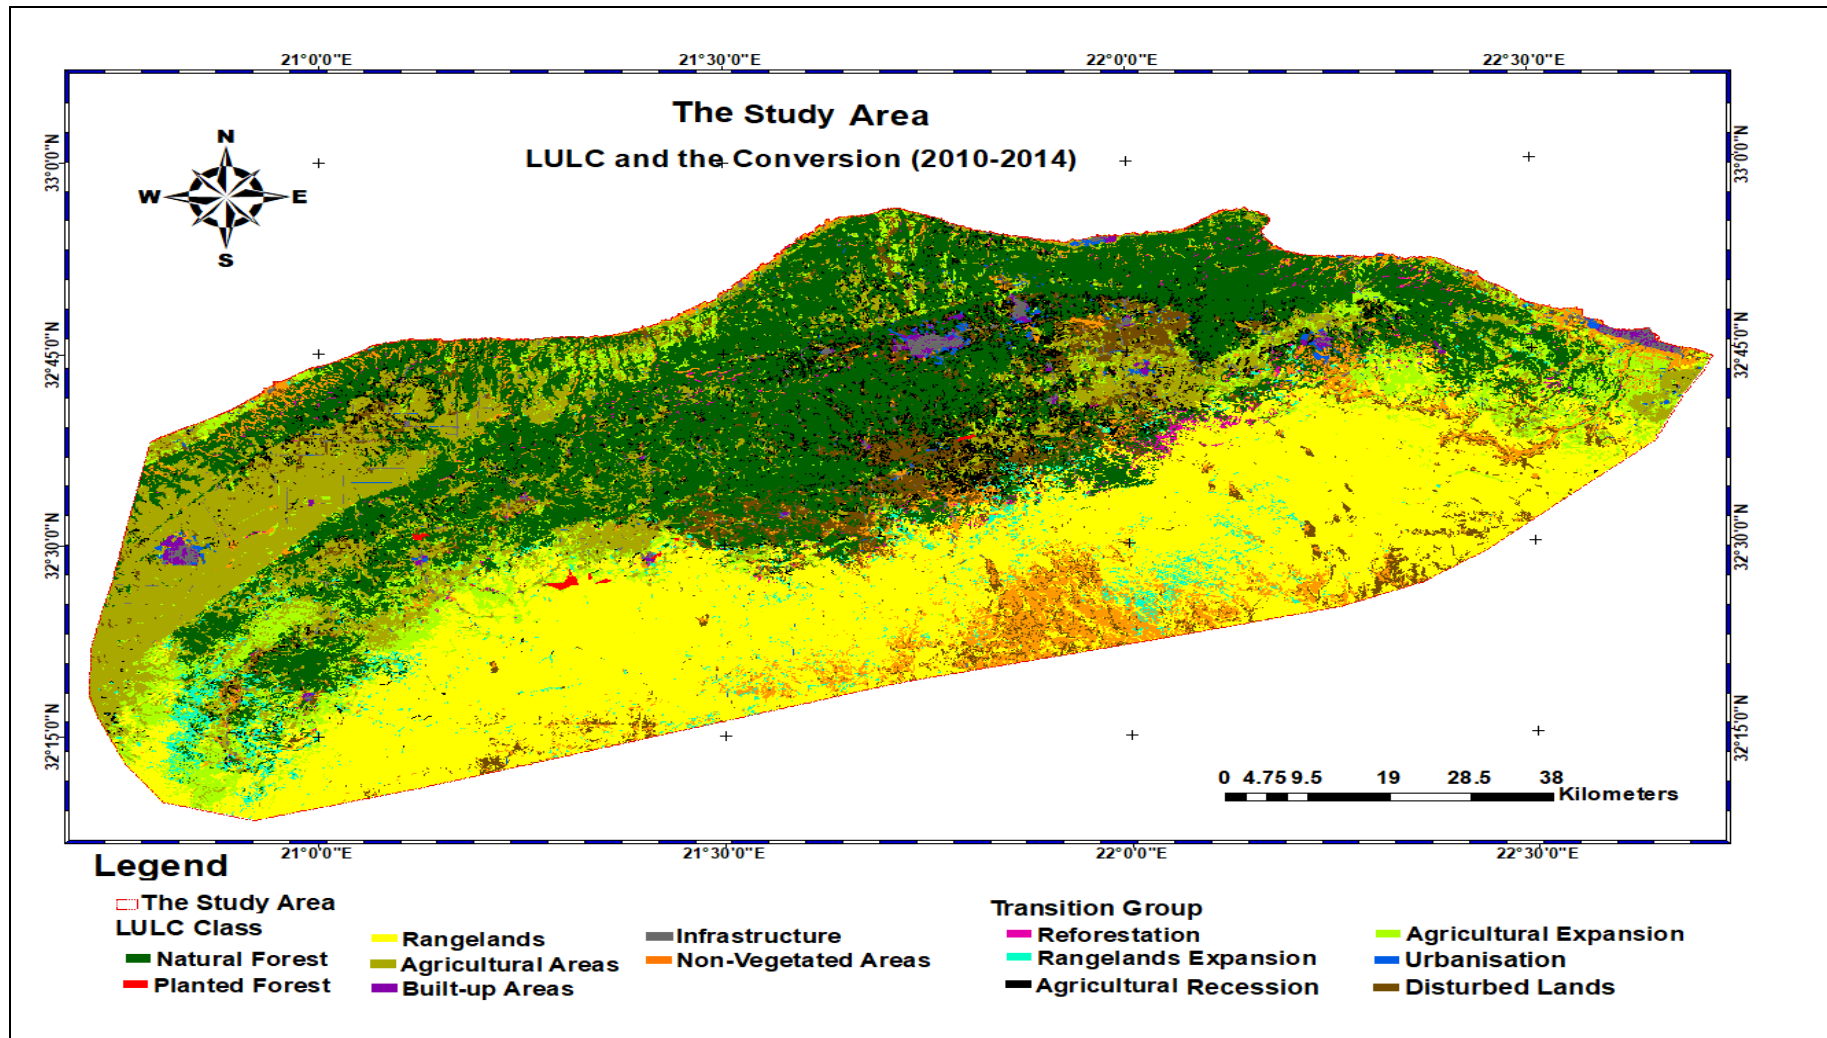 21°0'0"E 21°30'0"E 22°0'0"E 22°30'0"E
The Study Area
LULC and the Conversion (2010-2014)
N
W E
S
33°0'0"N 33°0'0"N
32°45'0"N 32°45'0"N
32°30'0"N 32°30'0"N
32°15'0"N 32°15'0"N
0 4.75 9.5 19 28.5 38
Kilometers
21°0'0"E 21°30'0"E 22°0'0"E 22°30'0"E
Legend
The Study Area
LULC Class
Natural Forest
Planted Forest
Rangelands
Agricultural Areas
Built-up Areas
Infrastructure
Non-Vegetated Areas
Transition Group
Reforestation
Rangelands Expansion
Agricultural Recession
Agricultural Expansion
Urbanisation
Disturbed Lands